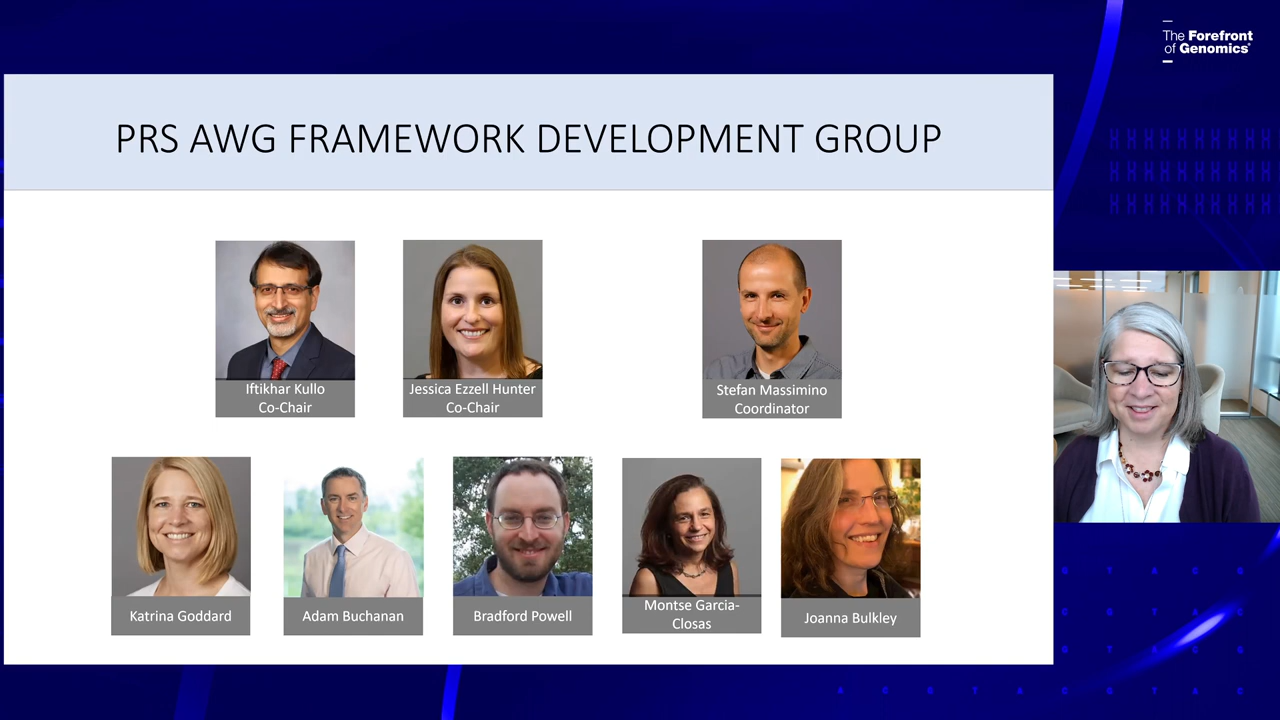 The Forefront
of Genomics®
PRS AWG FRAMEWORK DEVELOPMENT GROUP
Iftikhar Kullo
Co-Chair
Jessica Ezzell Hunter
Co-Chair
Stefan Massimino
Coordinator
Katrina Goddard
Adam Buchanan
Bradford Powell
Montse Garcia-
Closas
Joanna Bulkley